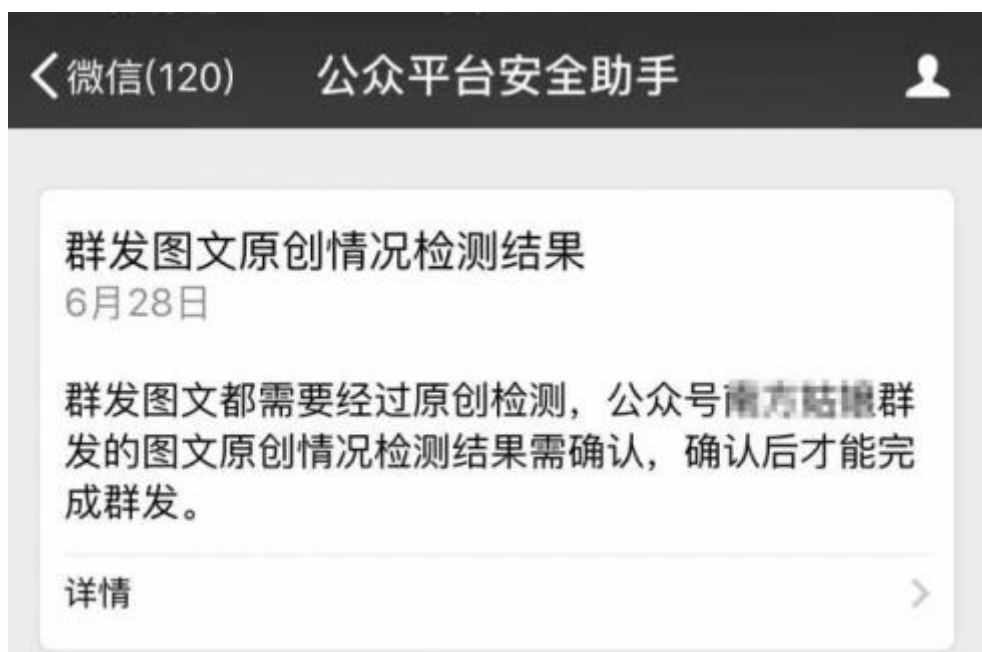 微信(120)
公众平台安全助手
群发图文原创情况检测结果
6月28日
群发图文都需要经过原创检测，公众号群
发的图文原创情况检测结果需确认，确认后才能完
成群发。
详情